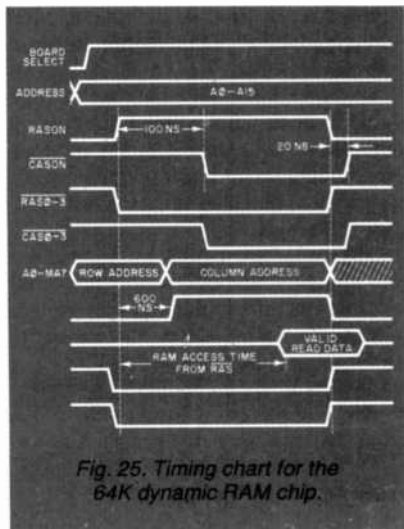 BOARD
SELECT
ADDRESS
A0-A15
RASON
100 NS
20 NS
CASON
RAS0-3
CAS0-3
A0-MA7
ROW ADDRESS
COLUMN ADDRESS
600
NS
VALID
READ DATA
RAM ACCESS TIME
FROM RAS
Fig. 25. Timing chart for the
64K dynamic RAM chip.